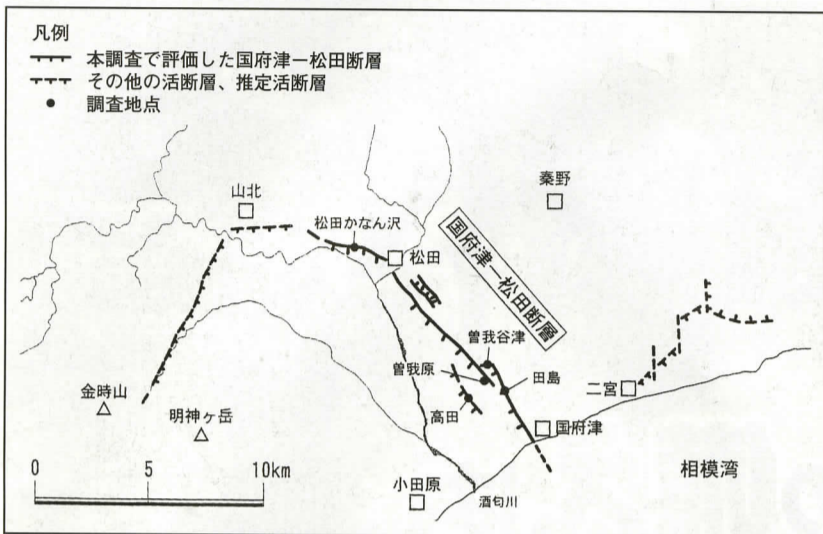 凡例
本調査で評価した国府津－松田断層
その他の活断層、推定活断層
調査地点
山北
秦野
松田かなん沢
松田
国府津－松田断層
曽我谷津
曽我原
田島
高田
二宮
金時山
明神ヶ岳
国府津
0 5 10km
小田原
酒匂川
相模湾